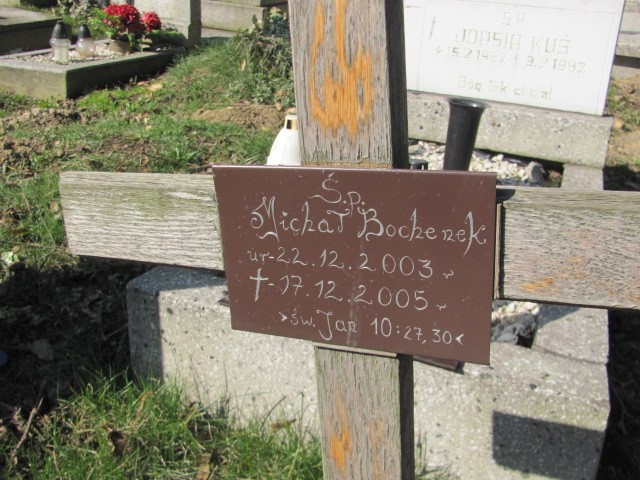 Ś.P.
JOASIA KUŚ
Bóg tak chciał
Ś.p.
Michał Bochenek
ur-22.12.2003 r
†-17.12.2005 r
>św. Jan 10:27,30<